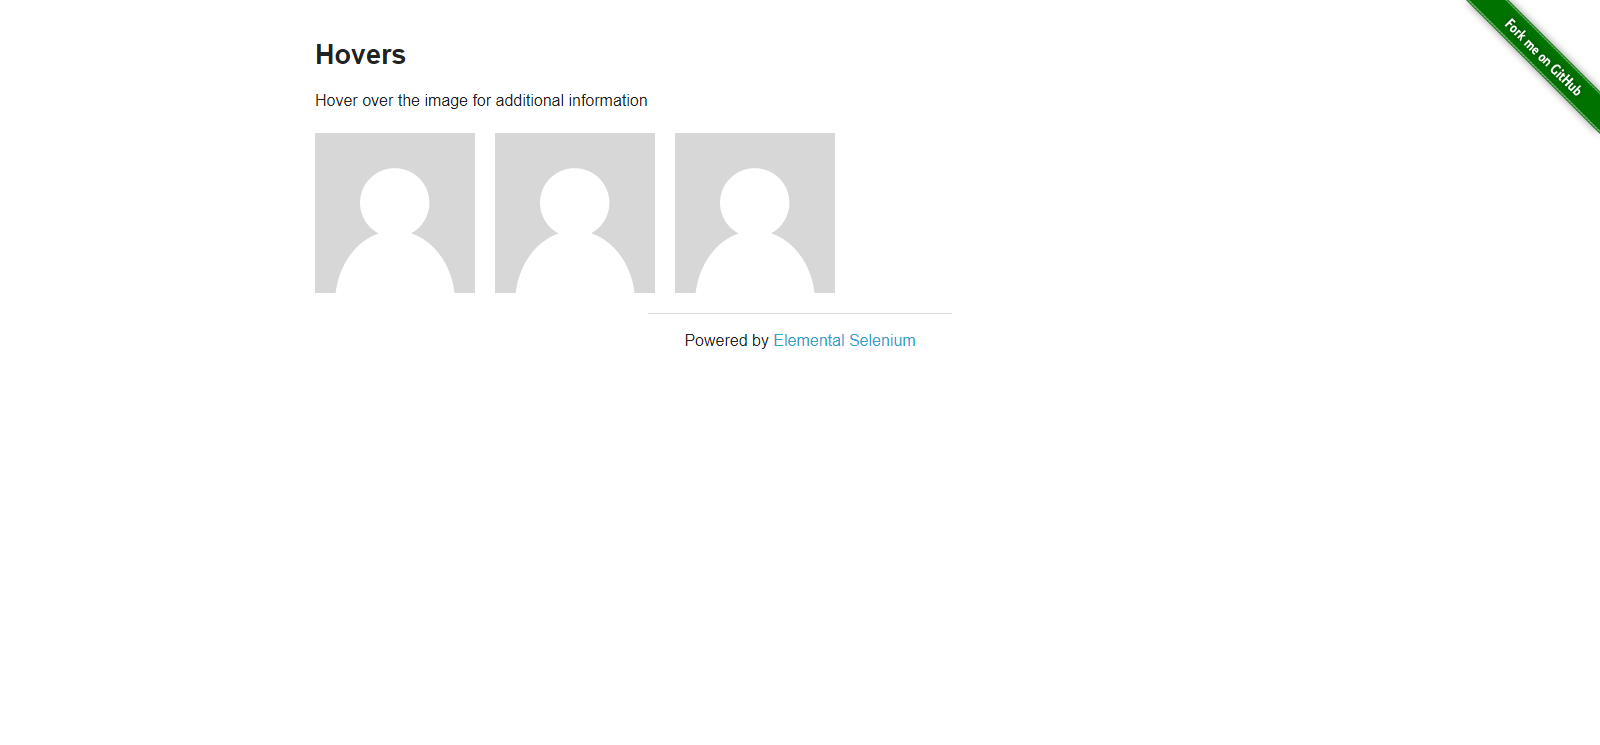 Hovers
Hover over the image for additional information
Powered by Elemental Selenium
Fork me on GitHub